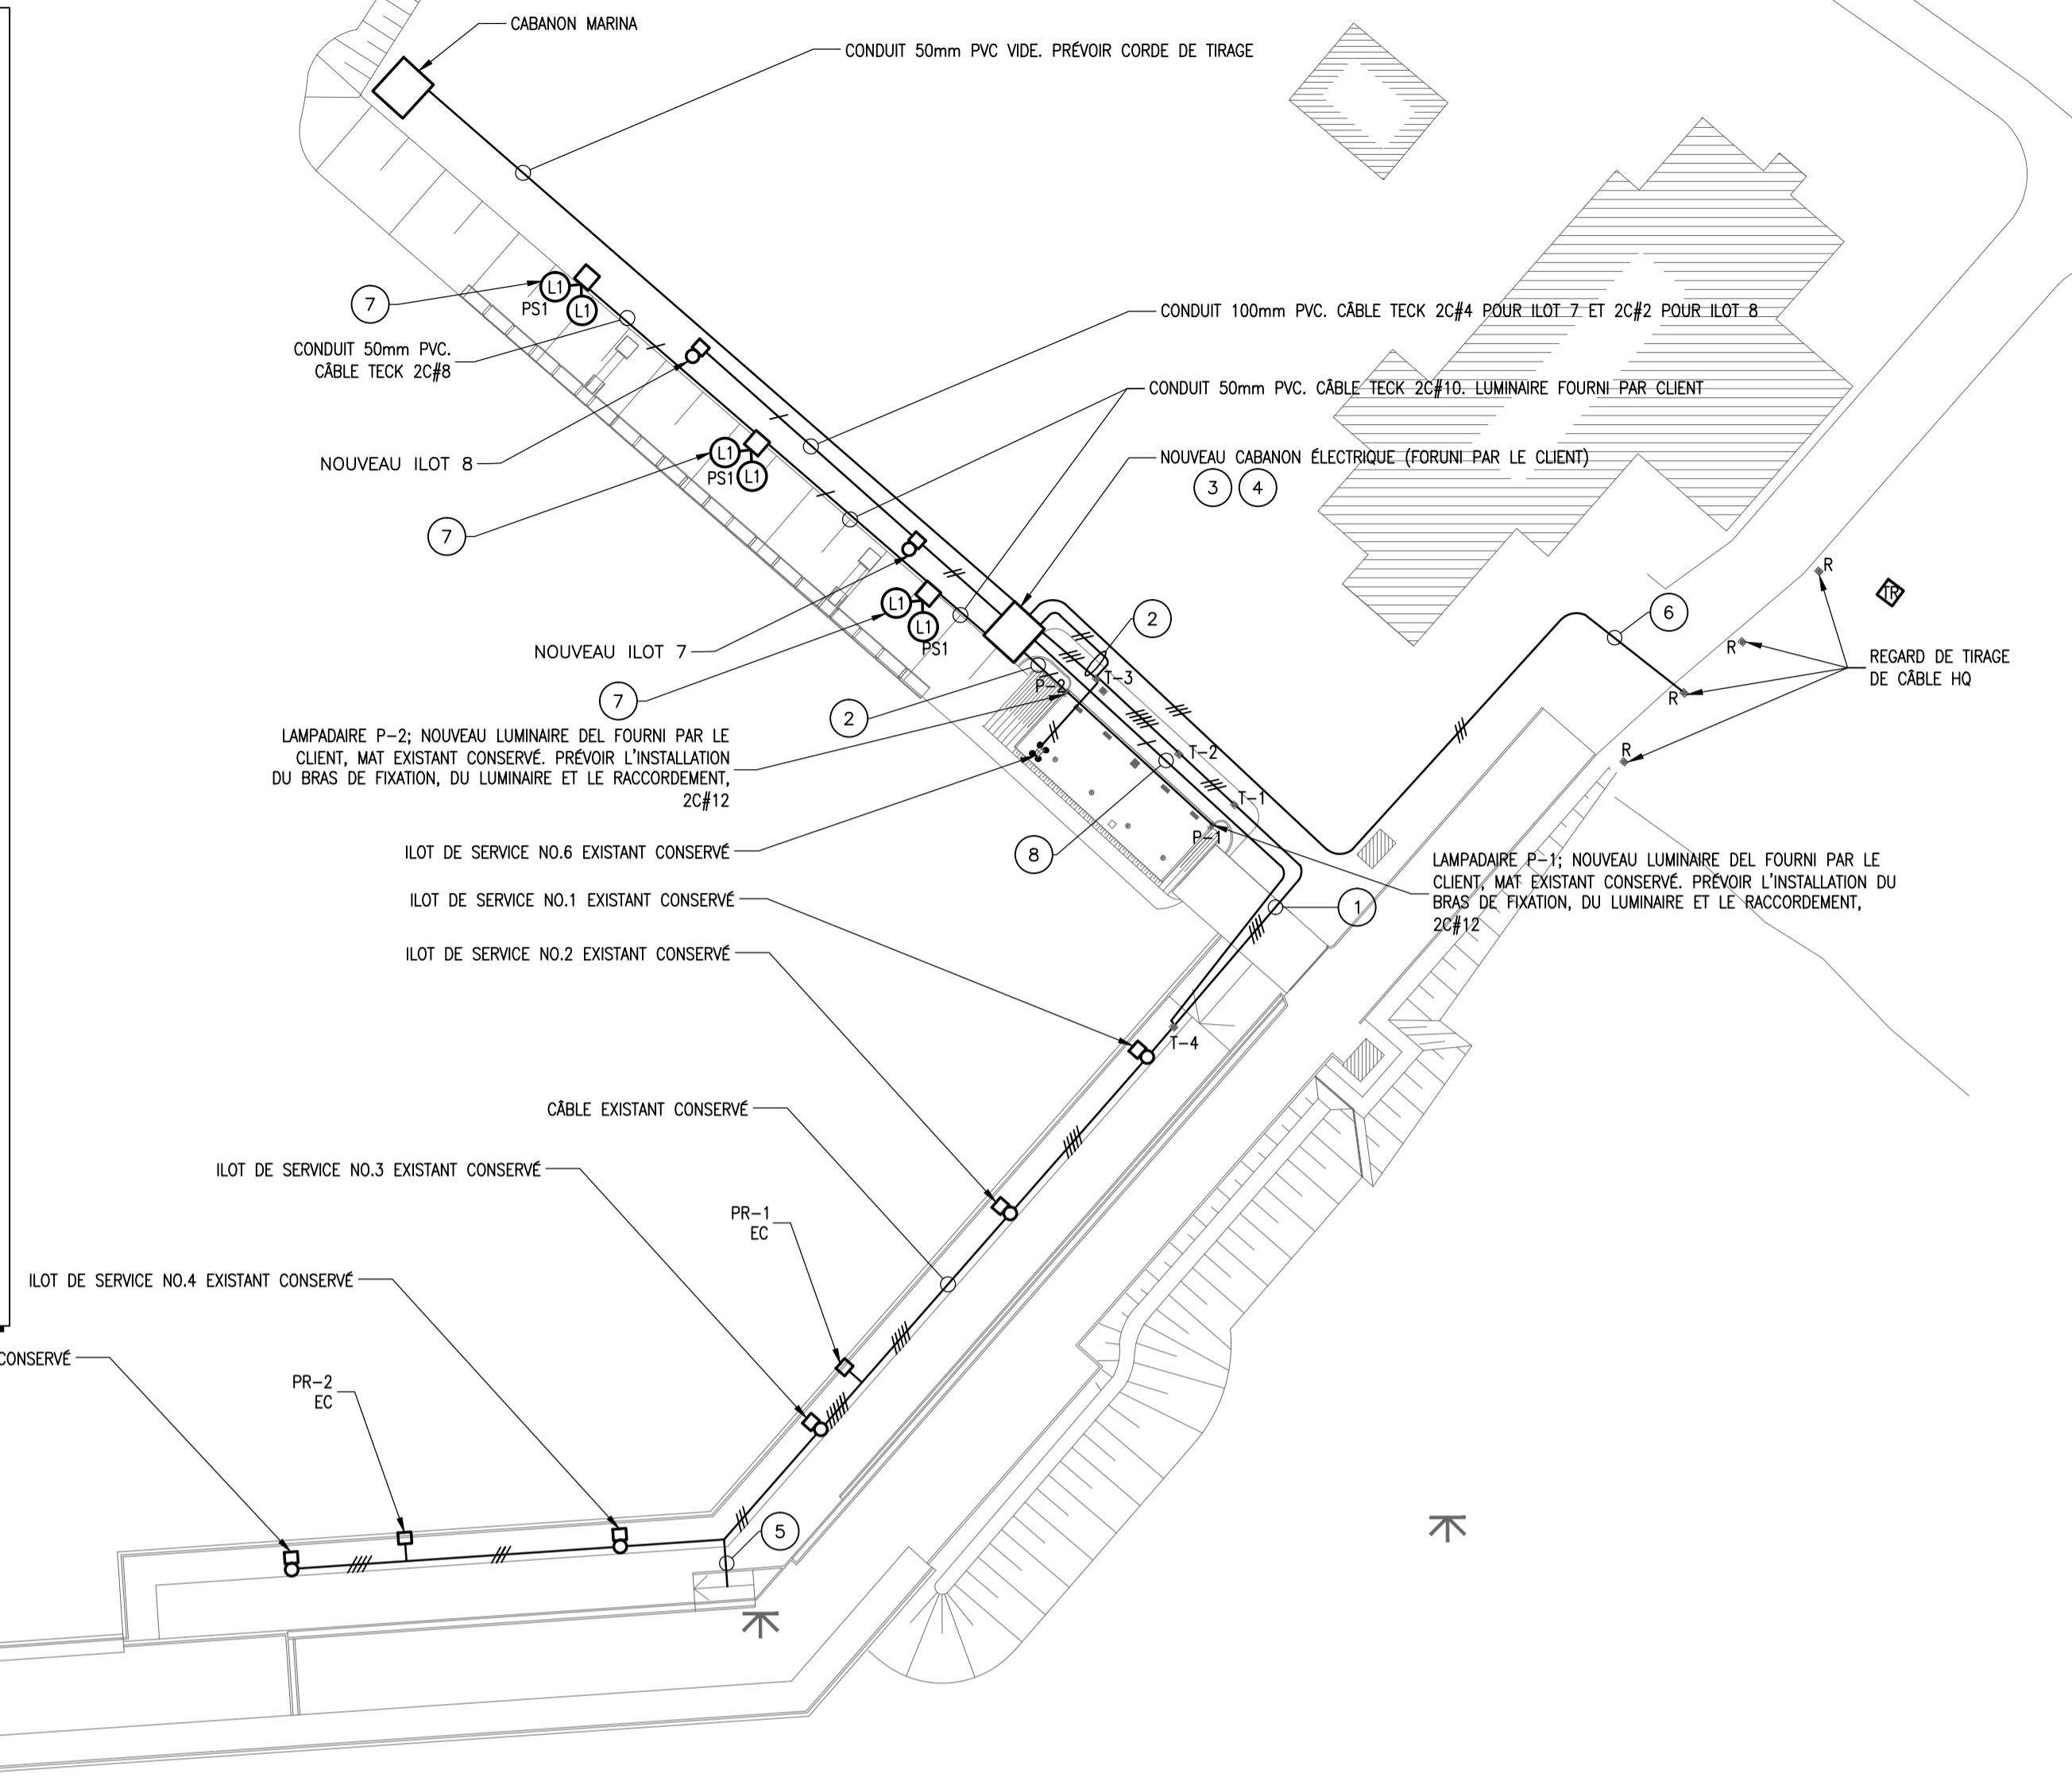 CABANON MARINA
CONDUIT 50mm PVC VIDE. PRÉVOIR CORDE DE TIRAGE
7
L1
PS1
L1
CONDUIT 100mm PVC. CÂBLE TECK 2C#4 POUR ILOT 7 ET 2C#2 POUR ILOT 8
CONDUIT 50mm PVC.
CÂBLE TECK 2C#8
CONDUIT 50mm PVC. CÂBLE TECK 2C#10. LUMINAIRE FOURNI PAR CLIENT
NOUVEAU ILOT 8
L1
PS1
L1
NOUVEAU CABANON ÉLECTRIQUE (FORUNI PAR LE CLIENT)
3
4
7
R
TR
L1
L1
PS1
2
6
R
REGARD DE TIRAGE
DE CÂBLE HQ
R
R
NOUVEAU ILOT 7
7
T-3
P-2
2
LAMPADAIRE P-2; NOUVEAU LUMINAIRE DEL FOURNI PAR LE
CLIENT, MAT EXISTANT CONSERVÉ. PRÉVOIR L'INSTALLATION
DU BRAS DE FIXATION, DU LUMINAIRE ET LE RACCORDEMENT,
2C#12
T-2
T-1
P-1
8
ILOT DE SERVICE NO.6 EXISTANT CONSERVÉ
LAMPADAIRE P-1; NOUVEAU LUMINAIRE DEL FOURNI PAR LE
CLIENT, MAT EXISTANT CONSERVÉ. PRÉVOIR L'INSTALLATION DU
BRAS DE FIXATION, DU LUMINAIRE ET LE RACCORDEMENT,
2C#12
ILOT DE SERVICE NO.1 EXISTANT CONSERVÉ
1
ILOT DE SERVICE NO.2 EXISTANT CONSERVÉ
T-4
CÂBLE EXISTANT CONSERVÉ
ILOT DE SERVICE NO.3 EXISTANT CONSERVÉ
PR-1
EC
ILOT DE SERVICE NO.4 EXISTANT CONSERVÉ
CONSERVÉ
PR-2
EC
5